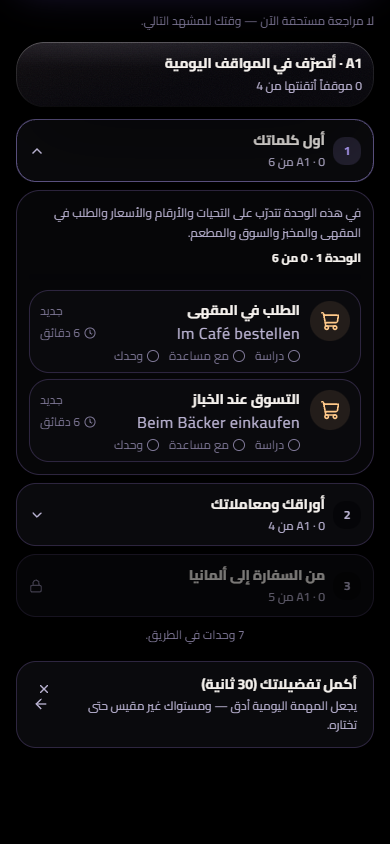 لا مراجعة مستحقة الآن — وقتك للمشهد التالي.
A1 · أتصرّف في المواقف اليومية
0 موقفاً أتقنتها من 4
1
أول كلماتك
A1 · 0 من 6
في هذه الوحدة تتدرّب على التحيات والأرقام والأسعار والطلب في
المقهى والمخبز والسوق والمطعم.
الوحدة 1 · 0 من 6
الطلب في المقهى
جديد
Im Café bestellen
6 دقائق
دراسة
مع مساعدة
وحدك
التسوق عند الخباز
جديد
Beim Bäcker einkaufen
6 دقائق
دراسة
مع مساعدة
وحدك
2
أوراقك ومعاملاتك
A1 · 0 من 4
3
من السفارة إلى ألمانيا
A1 · 0 من 5
7 وحدات في الطريق.
أكمل تفضيلاتك (30 ثانية)
يجعل المهمة اليومية أدق — ومستواك غير مقيس حتى
تختاره.